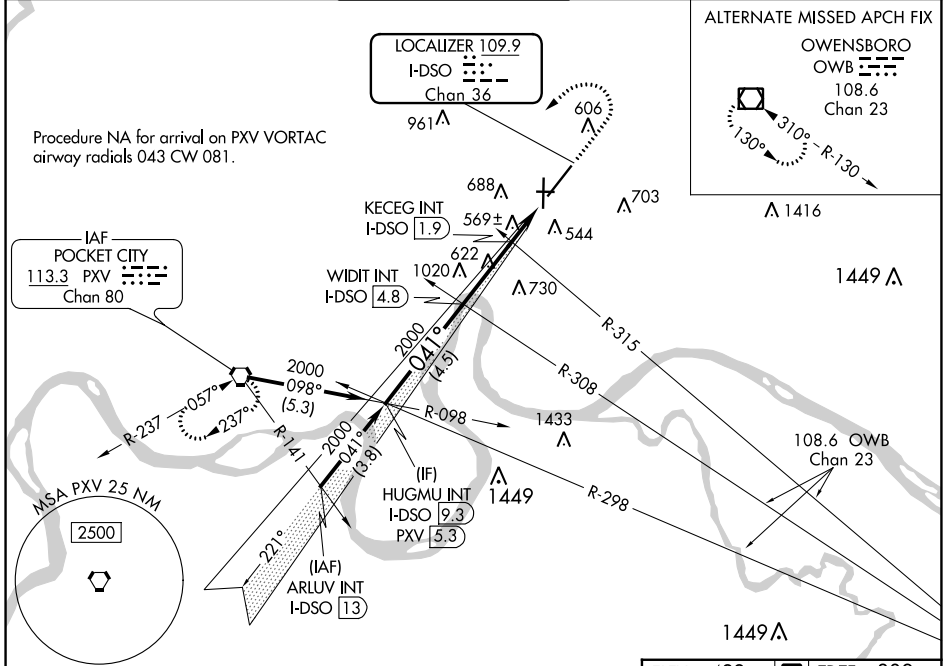 ALTERNATE MISSED APCH FIX
OWENSBORO
OWB
108.6
Chan 23
310°
R-130
130°
LOCALIZER 109.9
I-DSO
Chan 36
961
606
Procedure NA for arrival on PXV VORTAC
airway radials 043 CW 081.
688
703
KECEG INT
I-DSO 1.9
569±
544
1416
IAF
POCKET CITY
113.3 PXV
Chan 80
622
WIDIT INT
I-DSO 4.8
1020
730
1449
R-315
2000
041°
(4.5)
2000
098°
(5.3)
R-308
057°
R-237
237°
R-141
R-098
1433
2000
041°
(3.8)
108.6 OWB
Chan 23
(IF)
HUGMU INT
I-DSO 9.3
PXV 5.3
1449
R-298
MSA PXV 25 NM
2500
221°
(IAF)
ARLUV INT
I-DSO 13
1449